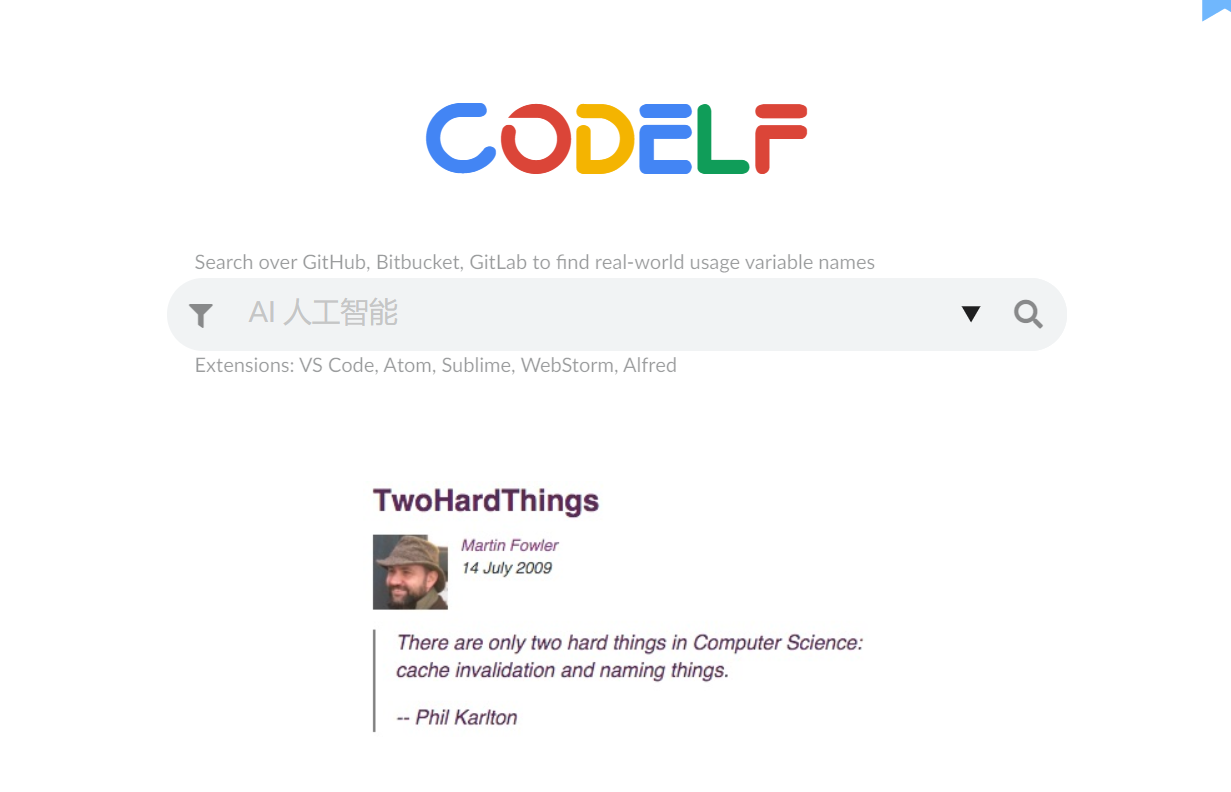 CODELF
Search over GitHub, Bitbucket, GitLab to find real-world usage variable names
AI 人工智能
Extensions: VS Code, Atom, Sublime, WebStorm, Alfred
TwoHardThings
Martin Fowler
14 July 2009
There are only two hard things in Computer Science:
cache invalidation and naming things.
-- Phil Karlton